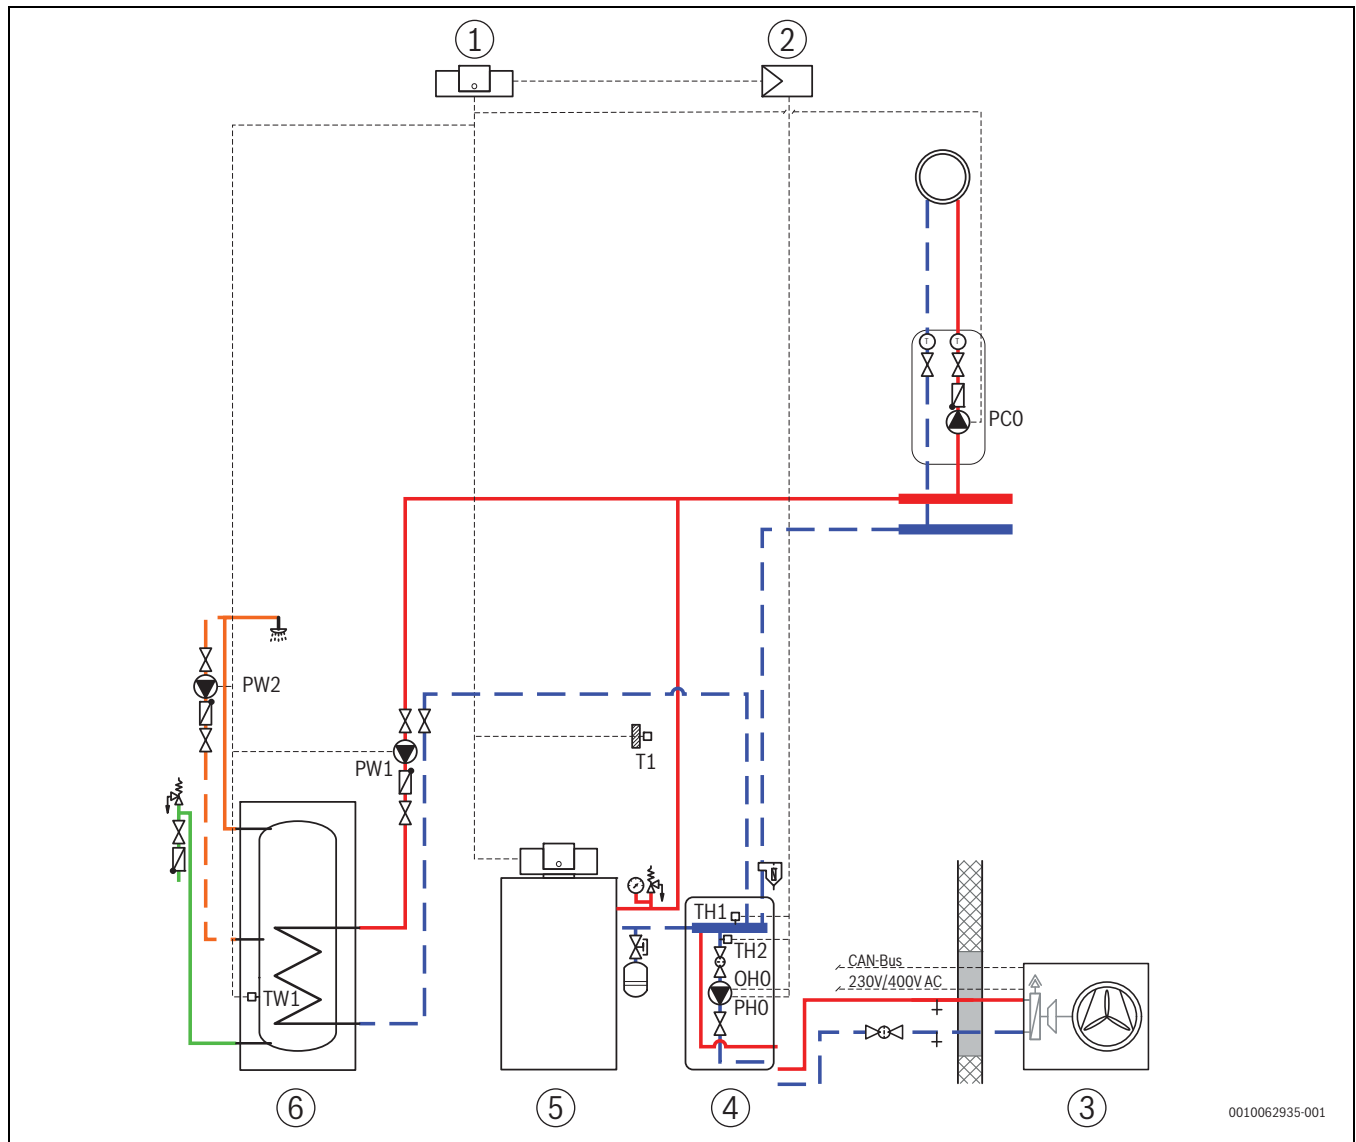 1
2
T T
PC0
PW2
PW1
T1
TH1
TH2
CAN-Bus
OH0
230V/400V AC
TW1
PH0
6
5
4
3
0010062935-001